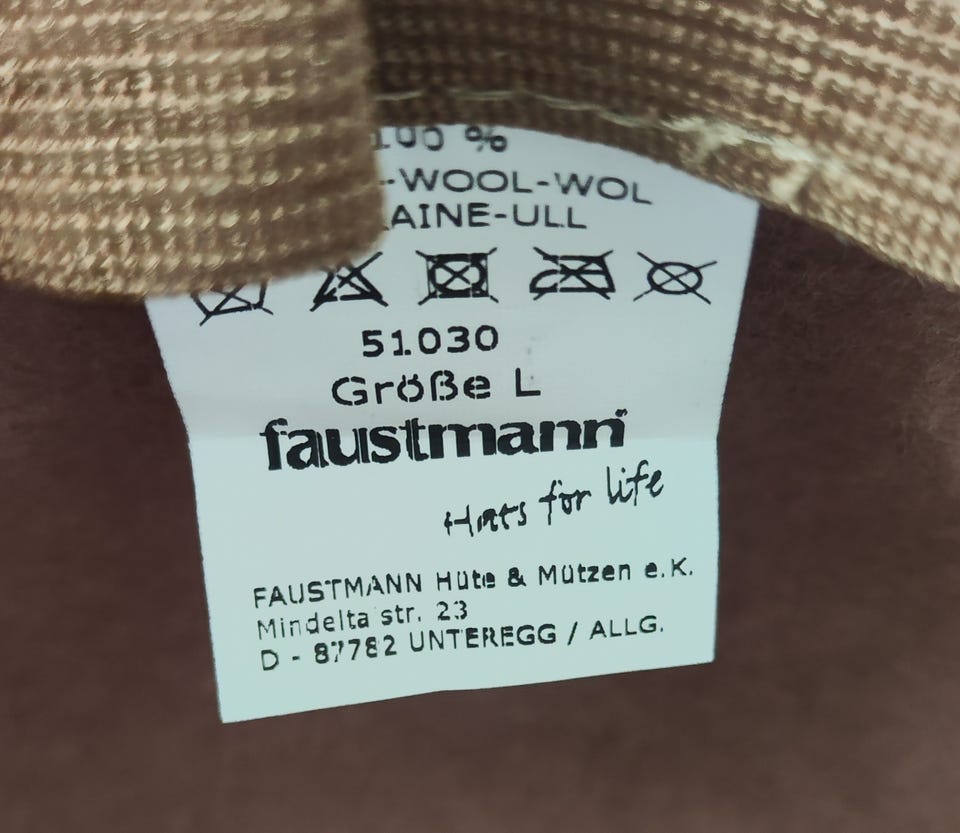 100 %
-WOOL-WOL
LAINE-ULL
51.030
Größe L
faustmann
Hats for life
FAUSTMANN Hüte & Mützen e.K.
Mindelta str. 23
D - 87782 UNTEREGG / ALLG.